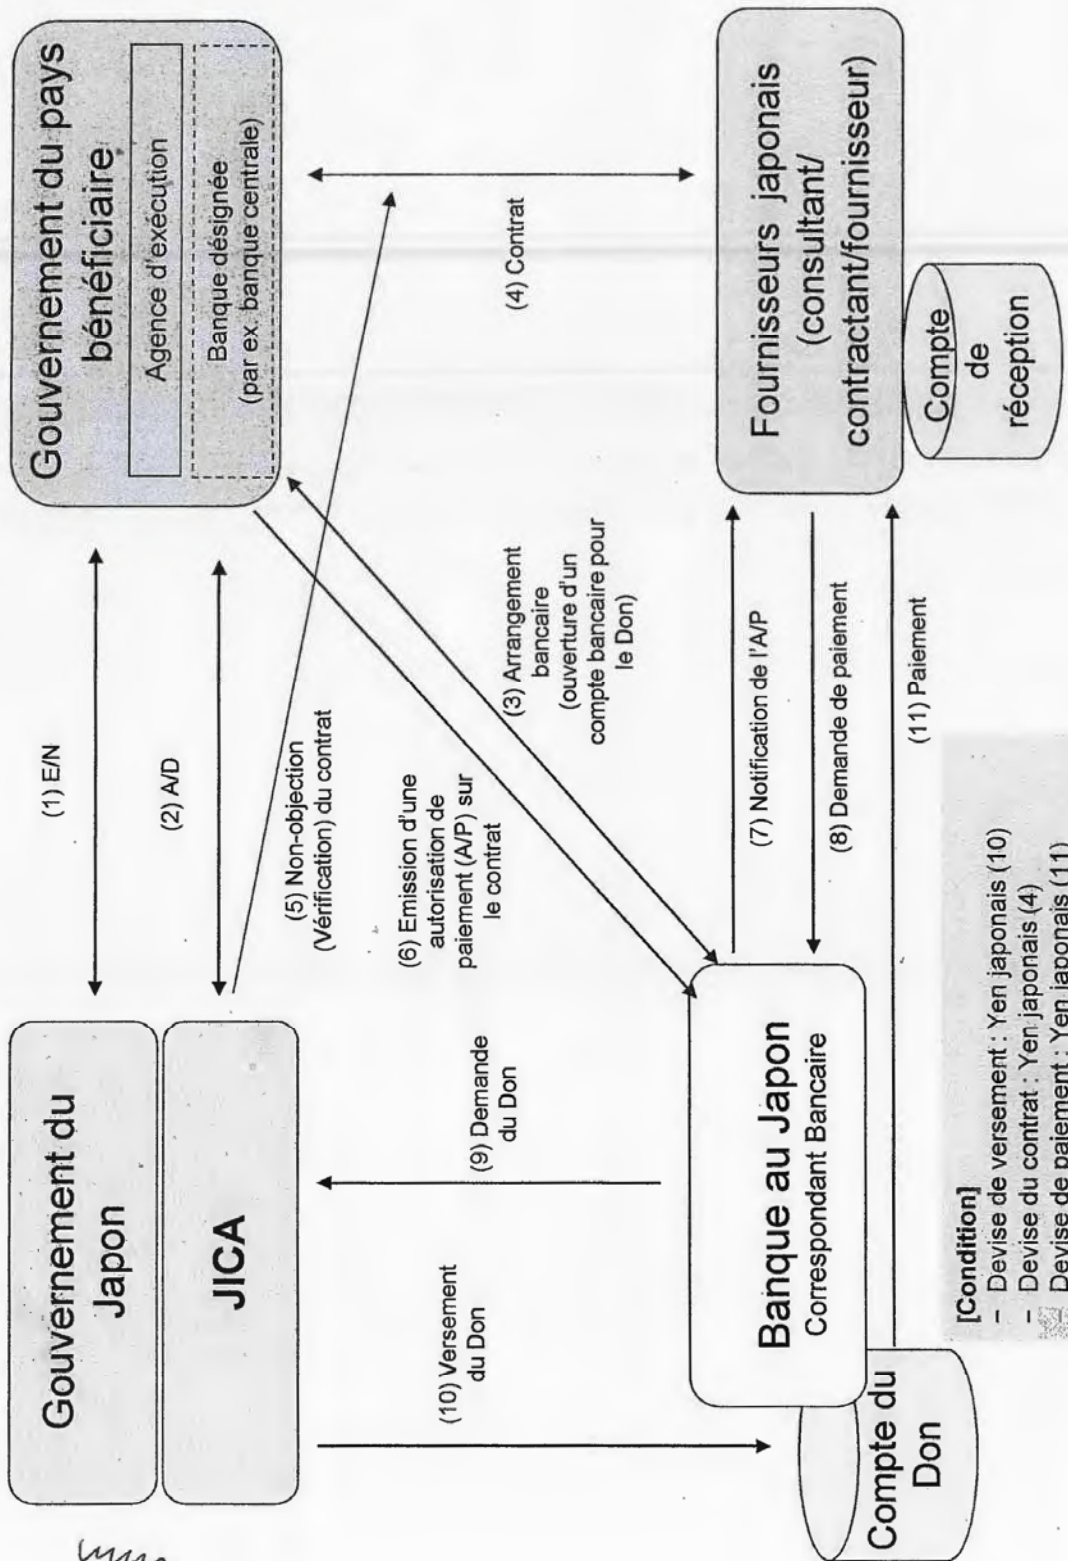 Gouvernement du
Japon
JICA
Gouvernement du pays
bénéficiaire
Agence d'exécution
Banque désignée
(par ex. banque centrale)
(1) E/N
(2) A/D
(5) Non-objection
(Vérification) du contrat
(6) Emission d'une
autorisation de
paiement (A/P) sur
le contrat
(3) Arrangement
bancaire
(ouverture d'un
compte bancaire pour
le Don)
(4) Contrat
(9) Demande
du Don
(10) Versement
du Don
Banque au Japon
Correspondant Bancaire
Compte du
Don
(7) Notification de l'A/P
(8) Demande de paiement
(11) Paiement
Fournisseurs japonais
(consultant/
contractant/fournisseur)
Compte
de
réception
[Condition]
- Devise de versement : Yen japonais (10)
- Devise du contrat : Yen japonais (4)
- Devise de paiement : Yen japonais (11)